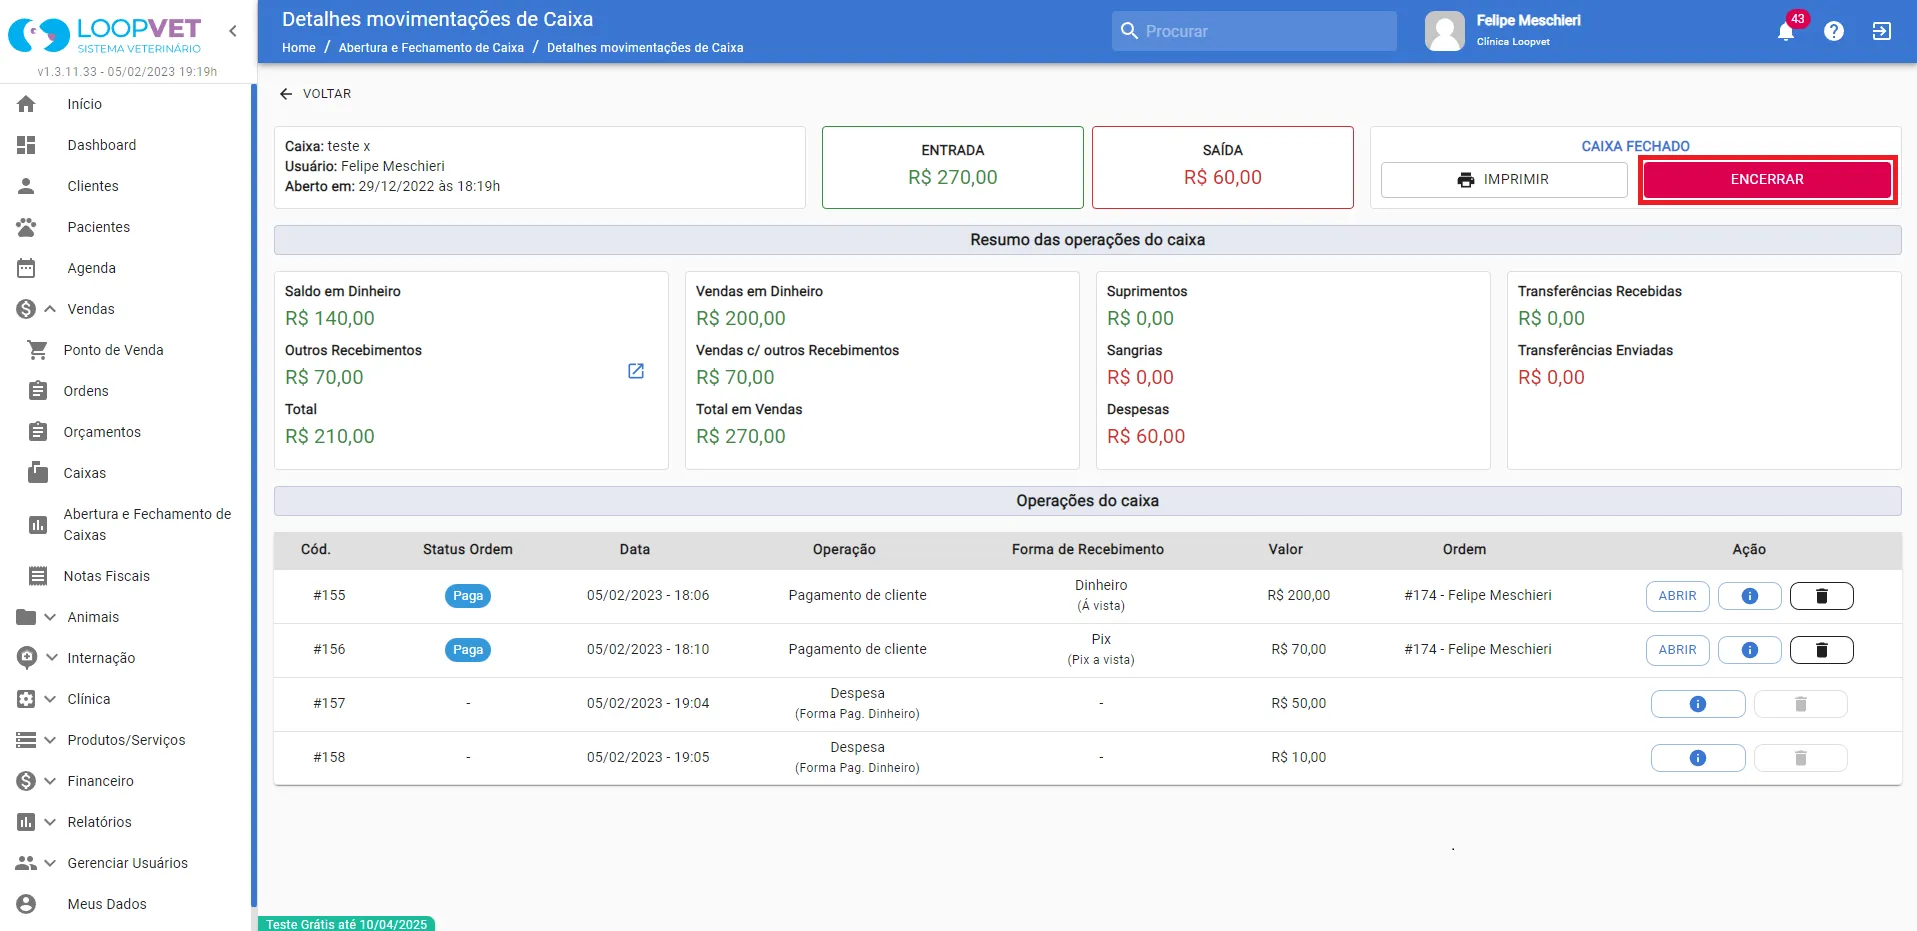 LOOPVET
SISTEMA VETERINÁRIO
v1.3.11.33 - 05/02/2023 19:19h
Início
Dashboard
Clientes
Pacientes
Agenda
Vendas
Ponto de Venda
Ordens
Orçamentos
Caixas
Abertura e Fechamento de
Caixas
Notas Fiscais
Animais
Internação
Clínica
Produtos/Serviços
Financeiro
Relatórios
Gerenciar Usuários
Meus Dados
Detalhes movimentações de Caixa
Home / Abertura e Fechamento de Caixa / Detalhes movimentações de Caixa
Procurar
Felipe Meschieri
Clínica Loopvet
43
VOLTAR
Caixa: teste x
Usuário: Felipe Meschieri
Aberto em: 29/12/2022 às 18:19h
ENTRADA
R$ 270,00
SAÍDA
R$ 60,00
CAIXA FECHADO
IMPRIMIR
ENCERRAR
Resumo das operações do caixa
Saldo em Dinheiro
R$ 140,00
Outros Recebimentos
R$ 70,00
Total
R$ 210,00
Vendas em Dinheiro
R$ 200,00
Vendas c/ outros Recebimentos
R$ 70,00
Total em Vendas
R$ 270,00
Suprimentos
R$ 0,00
Sangrias
R$ 0,00
Despesas
R$ 60,00
Transferências Recebidas
R$ 0,00
Transferências Enviadas
R$ 0,00
Operações do caixa
Cód. Status Ordem Data Operação Forma de Recebimento Valor Ordem Ação
#155 Paga 05/02/2023 - 18:06 Pagamento de cliente Dinheiro R$ 200,00 #174 - Felipe Meschieri ABRIR
(Á vista)
#156 Paga 05/02/2023 - 18:10 Pagamento de cliente Pix R$ 70,00 #174 - Felipe Meschieri ABRIR
(Pix a vista)
#157 - 05/02/2023 - 19:04 Despesa - R$ 50,00
(Forma Pag. Dinheiro)
#158 - 05/02/2023 - 19:05 Despesa - R$ 10,00
(Forma Pag. Dinheiro)
.
Teste Grátis até 10/04/2025